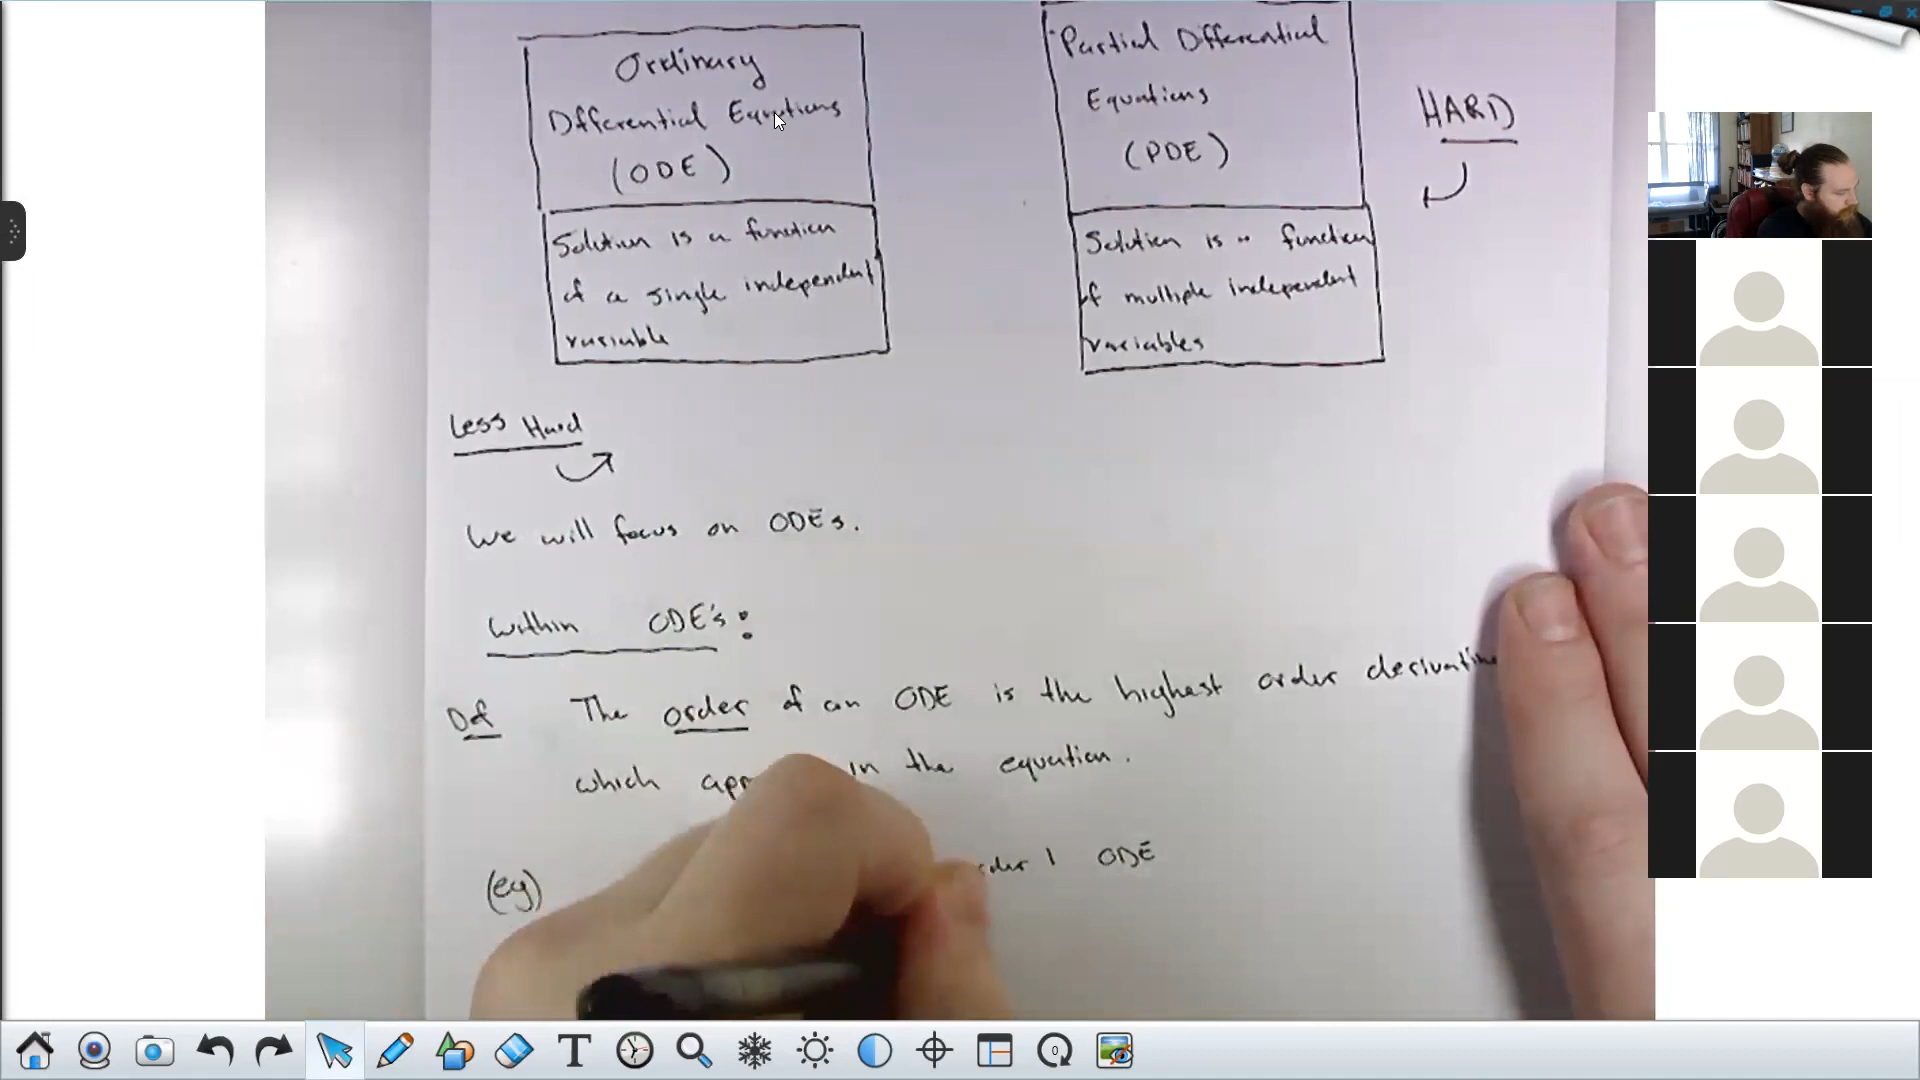 Ordinary
Differential Equations
(ODE)
Solution is a function
of a single independent
variable
Partial Differential
Equations
(PDE)
Solution is a function
of multiple independent
variables
HARD
Less Hard
We will focus on ODEs.
Within ODE's:
Def The order of an ODE is the highest order derivative
which in the equation.
(eg) 1 ODE
T
0